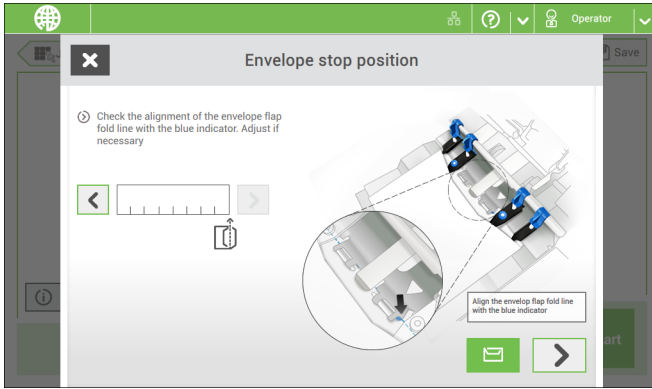 Operator
Save
Envelope stop position
Check the alignment of the envelope flap
fold line with the blue indicator. Adjust if
necessary
Align the envelop flap fold line
with the blue indicator
art